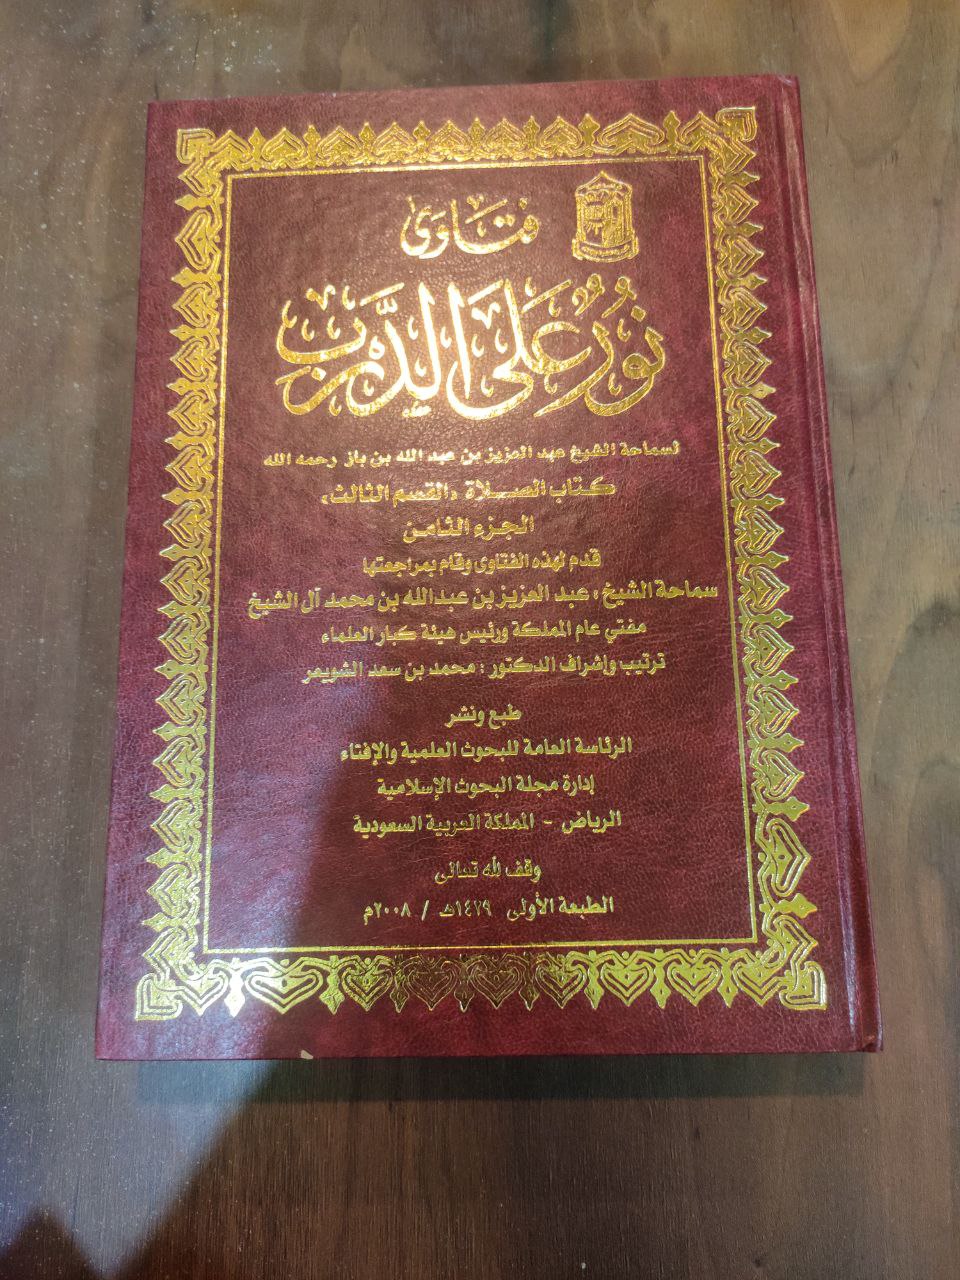 فتاوى
نور على الدرب
لسماحة الشيخ عبد العزيز بن عبد الله بن باز رحمه الله
كتاب الصلاة «القسم الثالث»
الجزء الثامن
قدم لهذه الفتاوى وقام بمراجعتها
سماحة الشيخ : عبد العزيز بن عبدالله بن محمد آل الشيخ
مفتي عام المملكة ورئيس هيئة كبار العلماء
ترتيب وإشراف الدكتور : محمد بن سعد الشويعر
طبع ونشر
الرئاسة العامة للبحوث العلمية والإفتاء
إدارة مجلة البحوث الإسلامية
الرياض - المملكة العربية السعودية
وقف لله تعالى
الطبعة الأولى ١٤٢٩هـ / ٢٠٠٨م